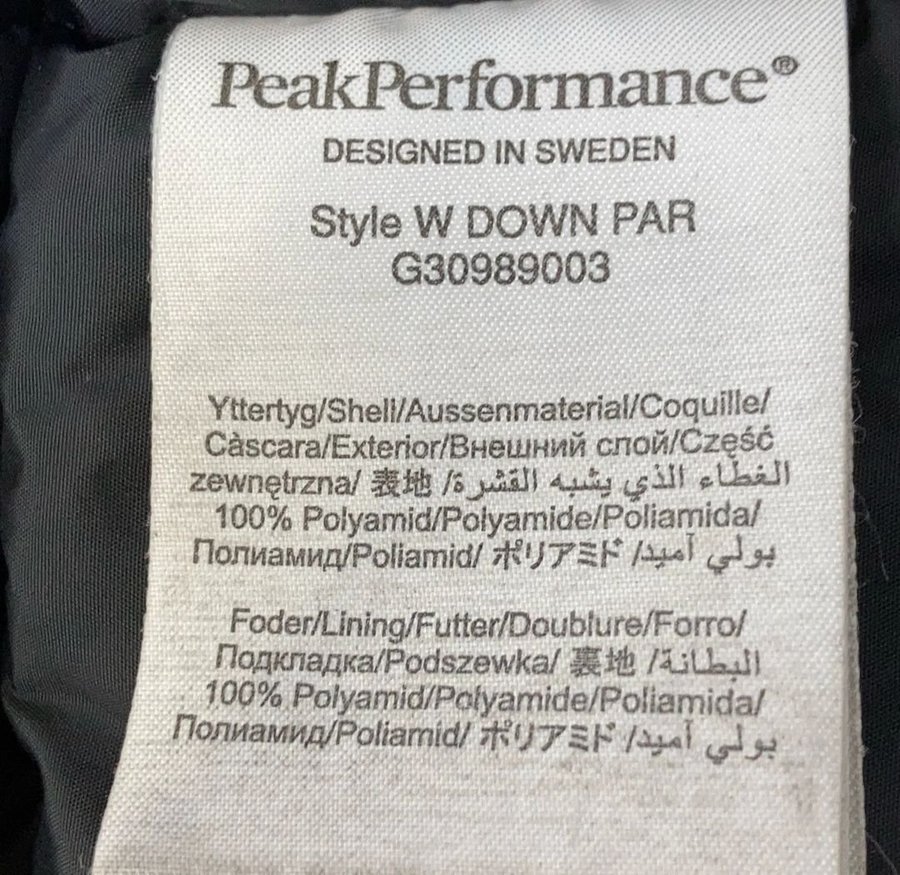 PeakPerformance®
DESIGNED IN SWEDEN
Style W DOWN PAR
G30989003
Yttertyg/Shell/Aussenmaterial/Coquille/
Càscara/Exterior/Внешний слой/Część
zewnętrzna/ 表地 /الغطاء الذي يشبه القشرة
100% Polyamid/Polyamide/Poliamida/
Полиамид/Poliamid/ ポリアミド /بولي آميد
Foder/Lining/Futter/Doublure/Forro/
Подкладка/Podszewka/ 裏地 /البطانة
100% Polyamid/Polyamide/Poliamida/
Полиамид/Poliamid/ ポリアミド /بولي آميد